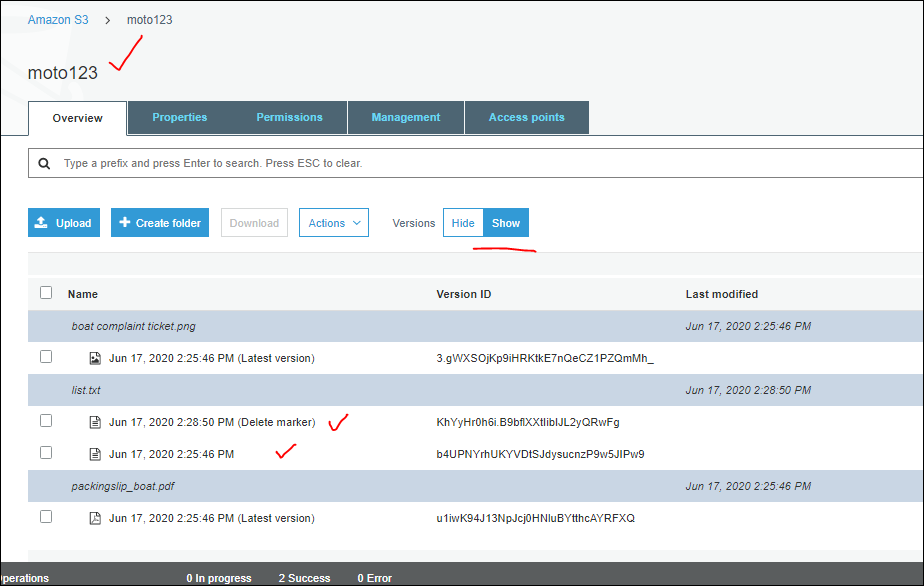 Amazon S3 > moto123
moto123
Overview Properties Permissions Management Access points
Type a prefix and press Enter to search. Press ESC to clear.
Upload + Create folder Download Actions Versions Hide Show
Name Version ID Last modified
boat complaint ticket.png Jun 17, 2020 2:25:46 PM
Jun 17, 2020 2:25:46 PM (Latest version) 3.gWXSOjKp9iHRKtkE7nQeCZ1PZQmMh_
list.txt Jun 17, 2020 2:28:50 PM
Jun 17, 2020 2:28:50 PM (Delete marker) KhYyHr0h6i.B9bflXXtIibIJL2yQRwFg
Jun 17, 2020 2:25:46 PM b4UPNYrhUKYVDtSJdysucnzP9w5JIPw9
packingslip_boat.pdf Jun 17, 2020 2:25:46 PM
Jun 17, 2020 2:25:46 PM (Latest version) u1iwK94J13NpJcj0HNluBYtthcAYRFXQ
perations 0 In progress 2 Success 0 Error